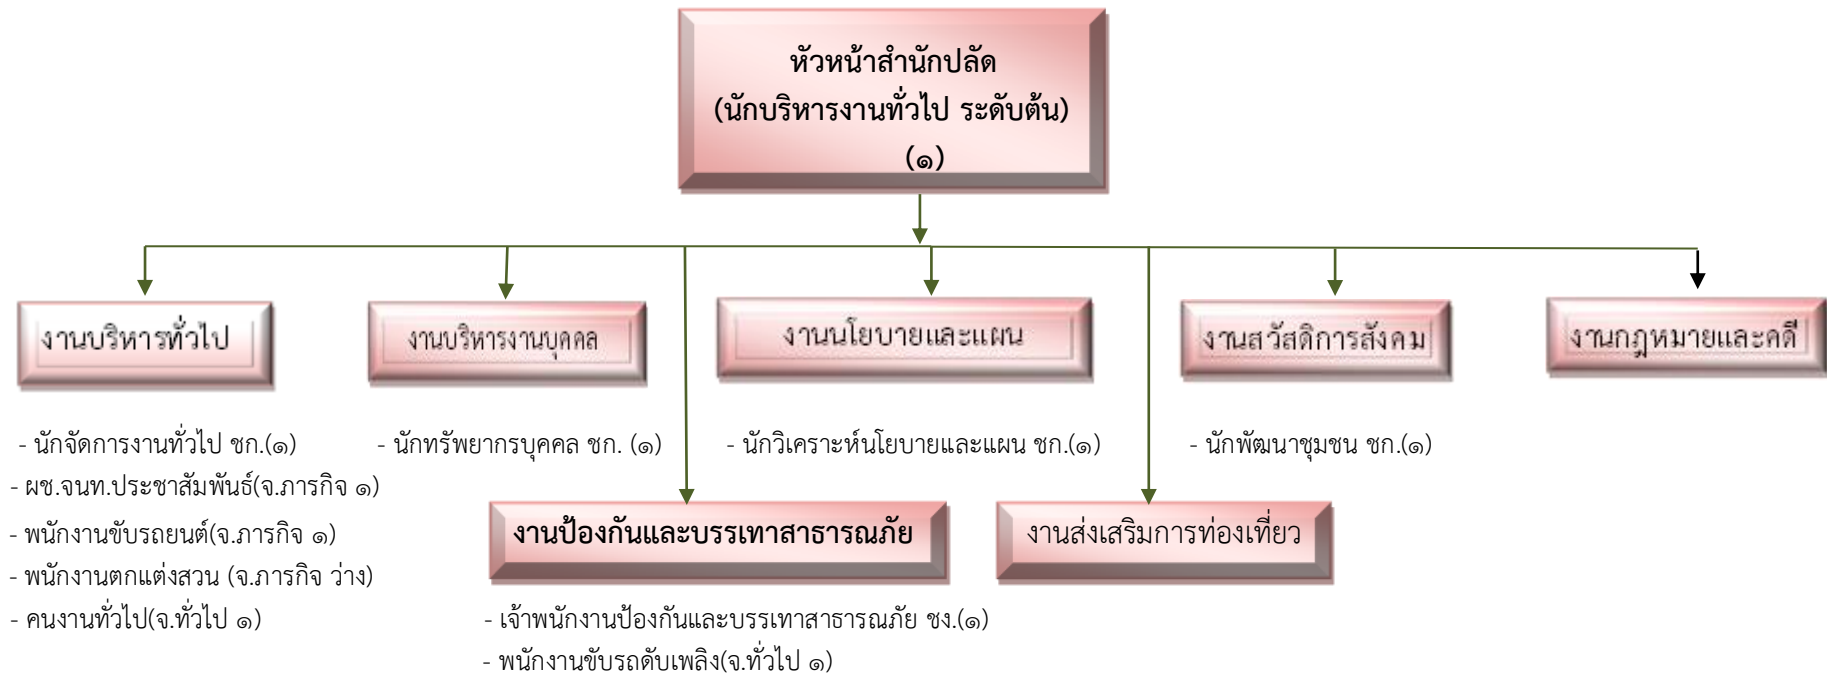 หัวหน้าสำนักปลัด
(นักบริหารงานทั่วไป ระดับต้น)
(๑)
งานบริหารทั่วไป
งานบริหารงานบุคคล
งานนโยบายและแผน
งานสวัสดิการสังคม
งานกฎหมายและคดี
- นักจัดการงานทั่วไป ชก.(๑)
- ผช.จนท.ประชาสัมพันธ์(จ.ภารกิจ ๑)
- พนักงานขับรถยนต์(จ.ภารกิจ ๑)
- พนักงานตกแต่งสวน (จ.ภารกิจ ว่าง)
- คนงานทั่วไป(จ.ทั่วไป ๑)
- นักทรัพยากรบุคคล ชก. (๑)
- นักวิเคราะห์นโยบายและแผน ชก.(๑)
- นักพัฒนาชุมชน ชก.(๑)
งานป้องกันและบรรเทาสาธารณภัย
งานส่งเสริมการท่องเที่ยว
- เจ้าพนักงานป้องกันและบรรเทาสาธารณภัย ชง.(๑)
- พนักงานขับรถดับเพลิง(จ.ทั่วไป ๑)